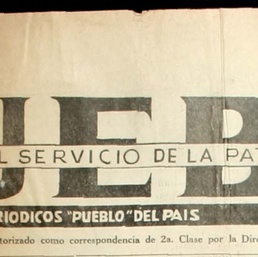 UEB
L SERVICIO DE LA PAT
RIODICOS "PUEBLO" DEL PAIS
torizado como correspondencia de 2a. Clase por la Dire